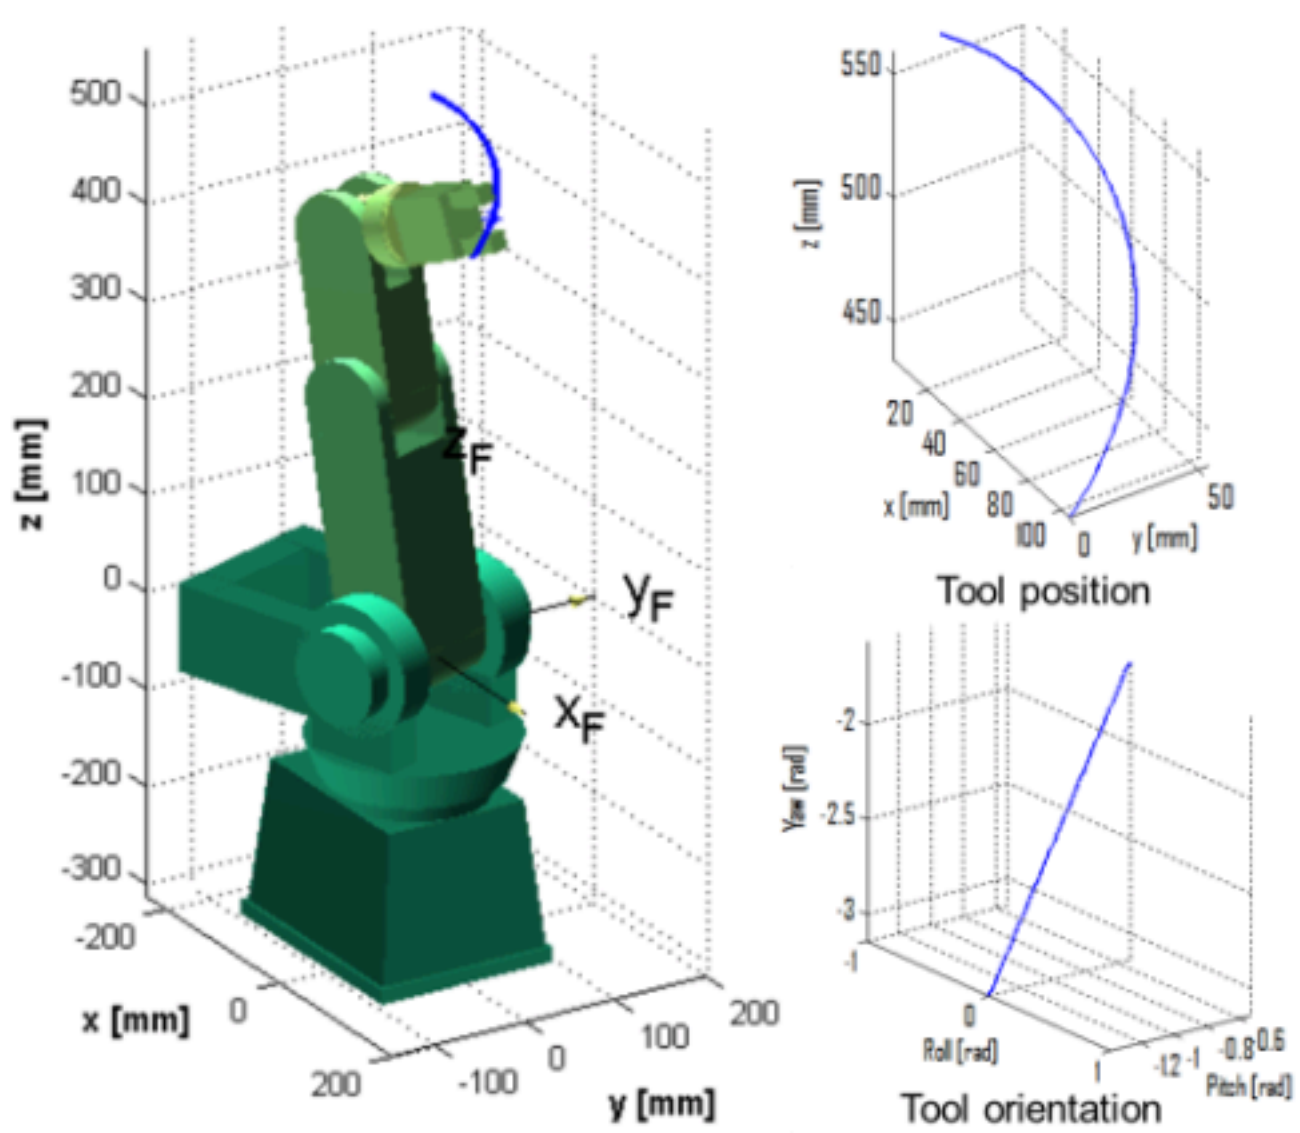 500
400
300
200
100
0
-100
-200
-300
z [mm]
-200
0
200
x [mm]
-100
0
100
200
y [mm]
zF
yF
xF
550
500
450
z [mm]
20
40
60
80
100
x [mm]
0
50
y [mm]
Tool position
-2
-2.5
-3
Yaw [rad]
-1
0
1
Roll [rad]
-1.2
-1
-0.8
0.6
Pitch [rad]
Tool orientation